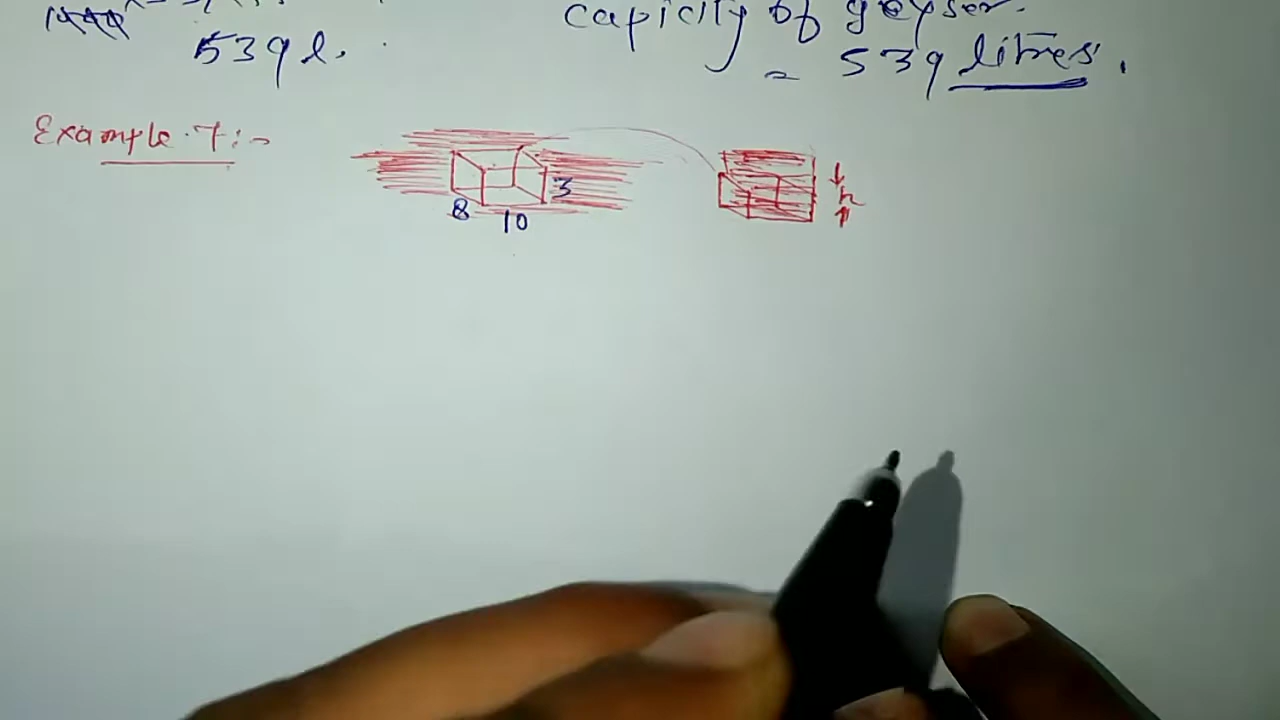 539 l.
capicity of geyser.
= 539 litres.
Example 7:-
8 10 3
h